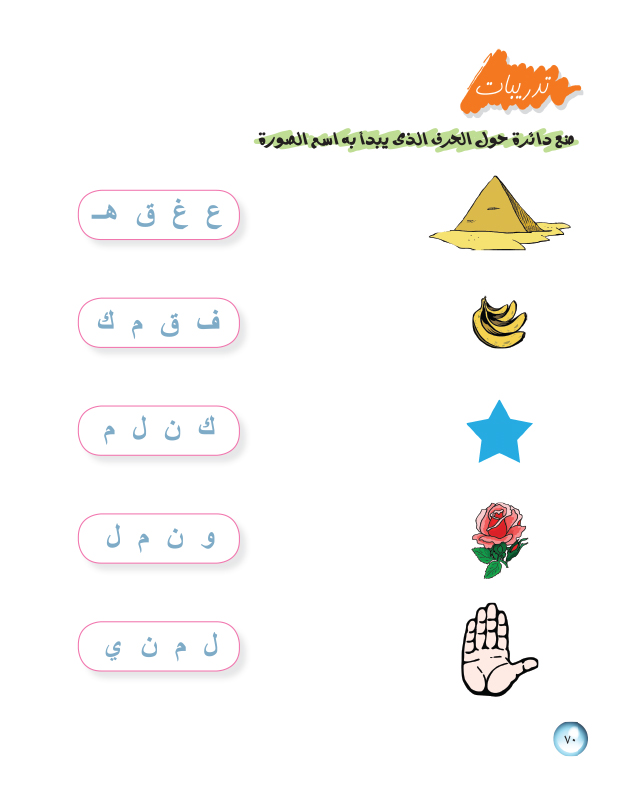 تدريبات
ضع دائرة حول الحرف الذى يبدأ به اسم الصورة
ع غ ق هـ
ف ق م ك
ك ن ل م
و ن م ل
ل م ن ي
٧٠